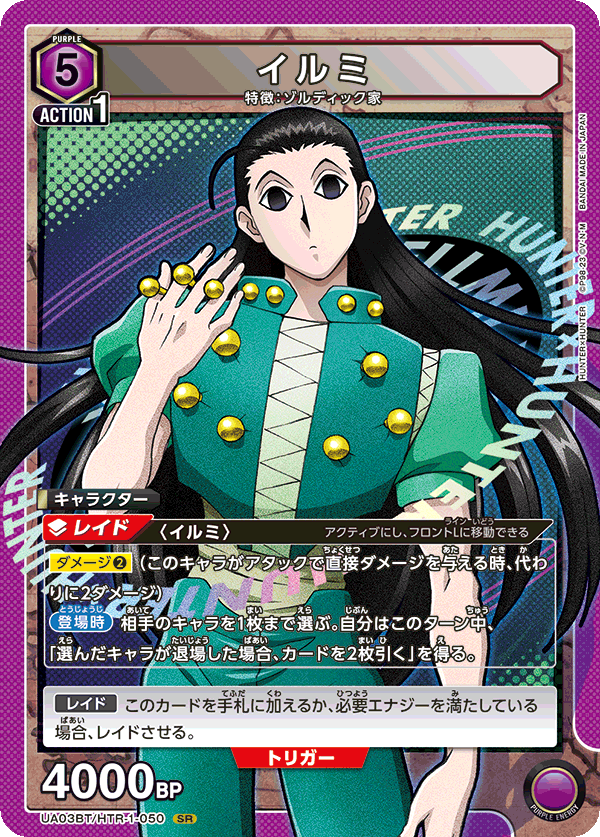 PURPLE
5
ACTION 1
イルミ
特徴:ゾルディック家
HUNTER×HUNTER ©P98-23 ©V・N・M BANDAI MADE IN JAPAN
HUNTER×HUNTER
キャラクター
レイド 〈イルミ〉 アクティブにし、フロントLに移動できる
ダメージ❷ (このキャラがアタックで直接ダメージを与える時、代わ
りに2ダメージ)
登場時 相手のキャラを1枚まで選ぶ。自分はこのターン中、
「選んだキャラが退場した場合、カードを2枚引く」を得る。
レイド このカードを手札に加えるか、必要エナジーを満たしている
場合、レイドさせる。
トリガー
4000BP
UA03BT/HTR-1-050 SR
PURPLE ENERGY